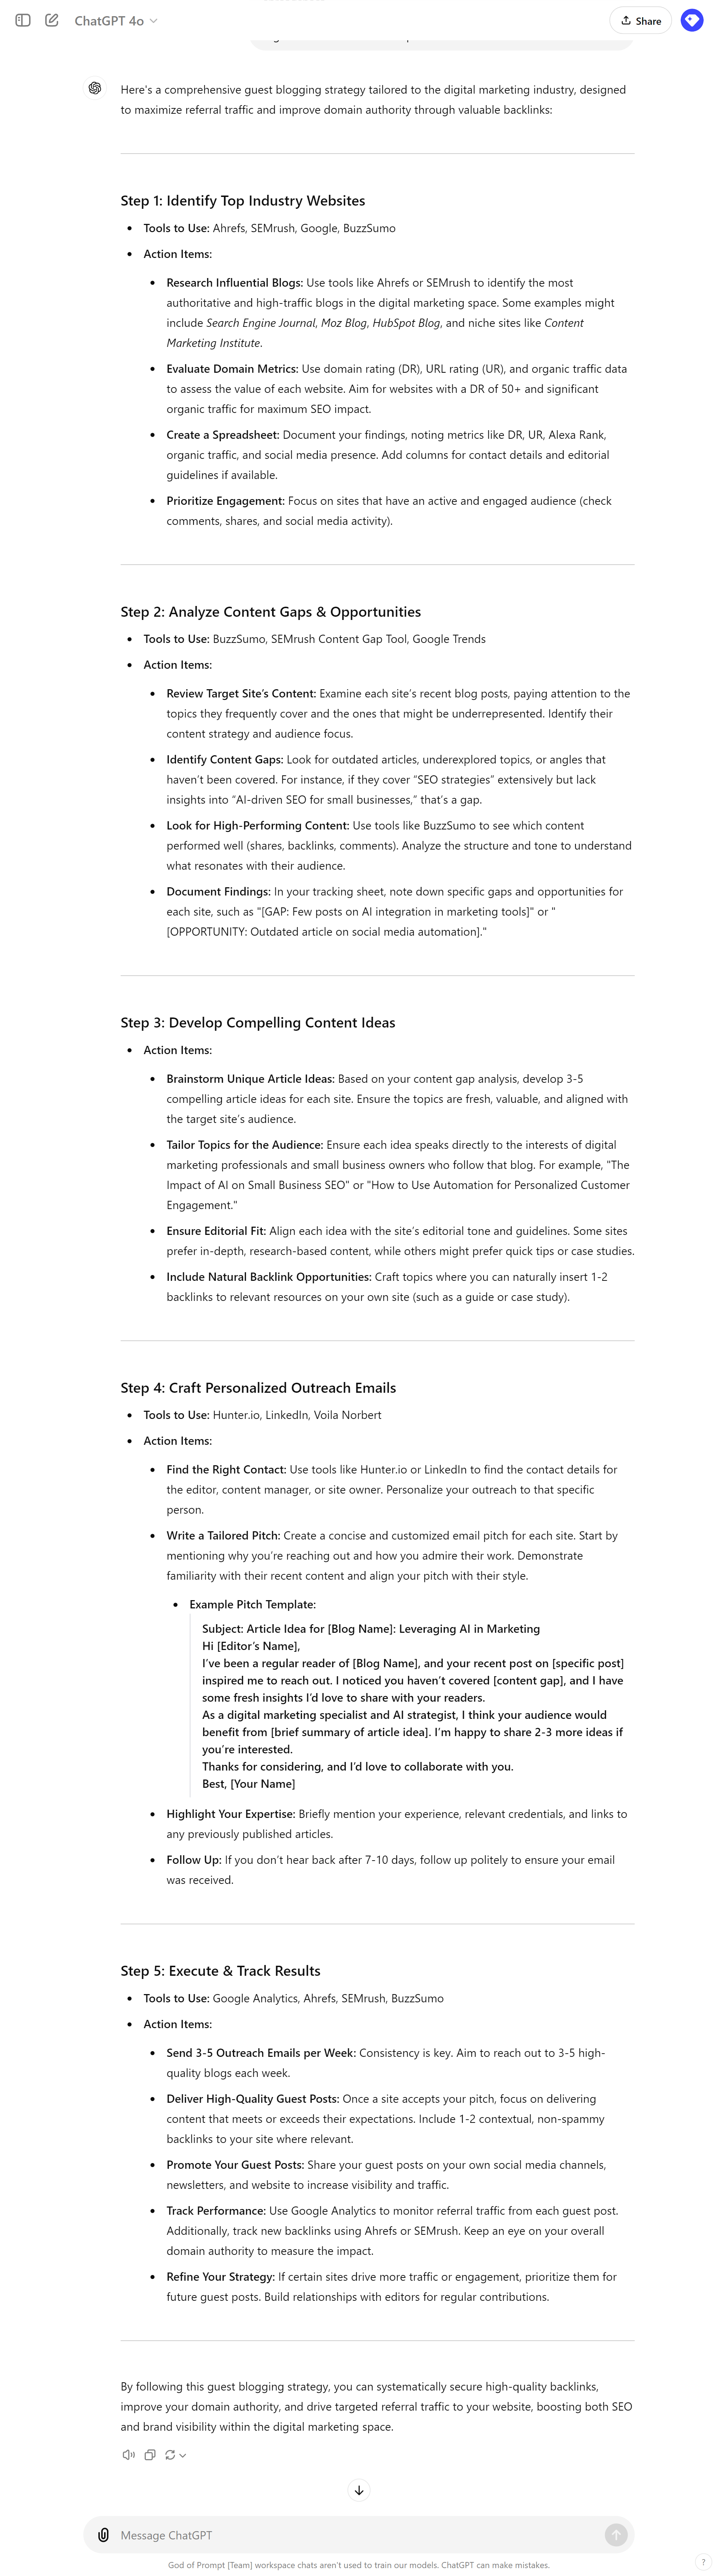 ChatGPT 4o
Share
Here's a comprehensive guest blogging strategy tailored to the digital marketing industry, designed
to maximize referral traffic and improve domain authority through valuable backlinks:
Step 1: Identify Top Industry Websites
• Tools to Use: Ahrefs, SEMrush, Google, BuzzSumo
• Action Items:
• Research Influential Blogs: Use tools like Ahrefs or SEMrush to identify the most
authoritative and high-traffic blogs in the digital marketing space. Some examples might
include Search Engine Journal, Moz Blog, HubSpot Blog, and niche sites like Content
Marketing Institute.
• Evaluate Domain Metrics: Use domain rating (DR), URL rating (UR), and organic traffic data
to assess the value of each website. Aim for websites with a DR of 50+ and significant
organic traffic for maximum SEO impact.
• Create a Spreadsheet: Document your findings, noting metrics like DR, UR, Alexa Rank,
organic traffic, and social media presence. Add columns for contact details and editorial
guidelines if available.
• Prioritize Engagement: Focus on sites that have an active and engaged audience (check
comments, shares, and social media activity).
Step 2: Analyze Content Gaps & Opportunities
• Tools to Use: BuzzSumo, SEMrush Content Gap Tool, Google Trends
• Action Items:
• Review Target Site's Content: Examine each site's recent blog posts, paying attention to the
topics they frequently cover and the ones that might be underrepresented. Identify their
content strategy and audience focus.
• Identify Content Gaps: Look for outdated articles, underexplored topics, or angles that
haven't been covered. For instance, if they cover "SEO strategies" extensively but lack
insights into "AI-driven SEO for small businesses," that's a gap.
• Look for High-Performing Content: Use tools like BuzzSumo to see which content
performed well (shares, backlinks, comments). Analyze the structure and tone to understand
what resonates with their audience.
• Document Findings: In your tracking sheet, note down specific gaps and opportunities for
each site, such as "[GAP: Few posts on AI integration in marketing tools]" or "
[OPPORTUNITY: Outdated article on social media automation]."
Step 3: Develop Compelling Content Ideas
• Action Items:
• Brainstorm Unique Article Ideas: Based on your content gap analysis, develop 3-5
compelling article ideas for each site. Ensure the topics are fresh, valuable, and aligned with
the target site's audience.
• Tailor Topics for the Audience: Ensure each idea speaks directly to the interests of digital
marketing professionals and small business owners who follow that blog. For example, "The
Impact of AI on Small Business SEO" or "How to Use Automation for Personalized Customer
Engagement."
• Ensure Editorial Fit: Align each idea with the site's editorial tone and guidelines. Some sites
prefer in-depth, research-based content, while others might prefer quick tips or case studies.
• Include Natural Backlink Opportunities: Craft topics where you can naturally insert 1-2
backlinks to relevant resources on your own site (such as a guide or case study).
Step 4: Craft Personalized Outreach Emails
• Tools to Use: Hunter.io, LinkedIn, Voila Norbert
• Action Items:
• Find the Right Contact: Use tools like Hunter.io or LinkedIn to find the contact details for
the editor, content manager, or site owner. Personalize your outreach to that specific
person.
• Write a Tailored Pitch: Create a concise and customized email pitch for each site. Start by
mentioning why you're reaching out and how you admire their work. Demonstrate
familiarity with their recent content and align your pitch with their style.
• Example Pitch Template:
Subject: Article Idea for [Blog Name]: Leveraging AI in Marketing
Hi [Editor's Name],
I've been a regular reader of [Blog Name], and your recent post on [specific post]
inspired me to reach out. I noticed you haven't covered [content gap], and I have
some fresh insights I'd love to share with your readers.
As a digital marketing specialist and AI strategist, I think your audience would
benefit from [brief summary of article idea]. I'm happy to share 2-3 more ideas if
you're interested.
Thanks for considering, and I'd love to collaborate with you.
Best, [Your Name]
• Highlight Your Expertise: Briefly mention your experience, relevant credentials, and links to
any previously published articles.
• Follow Up: If you don't hear back after 7-10 days, follow up politely to ensure your email
was received.
Step 5: Execute & Track Results
• Tools to Use: Google Analytics, Ahrefs, SEMrush, BuzzSumo
• Action Items:
• Send 3-5 Outreach Emails per Week: Consistency is key. Aim to reach out to 3-5 high-
quality blogs each week.
• Deliver High-Quality Guest Posts: Once a site accepts your pitch, focus on delivering
content that meets or exceeds their expectations. Include 1-2 contextual, non-spammy
backlinks to your site where relevant.
• Promote Your Guest Posts: Share your guest posts on your own social media channels,
newsletters, and website to increase visibility and traffic.
• Track Performance: Use Google Analytics to monitor referral traffic from each guest post.
Additionally, track new backlinks using Ahrefs or SEMrush. Keep an eye on your overall
domain authority to measure the impact.
• Refine Your Strategy: If certain sites drive more traffic or engagement, prioritize them for
future guest posts. Build relationships with editors for regular contributions.
By following this guest blogging strategy, you can systematically secure high-quality backlinks,
improve your domain authority, and drive targeted referral traffic to your website, boosting both SEO
and brand visibility within the digital marketing space.
Message ChatGPT
God of Prompt [Team] workspace chats aren't used to train our models. ChatGPT can make mistakes.
?